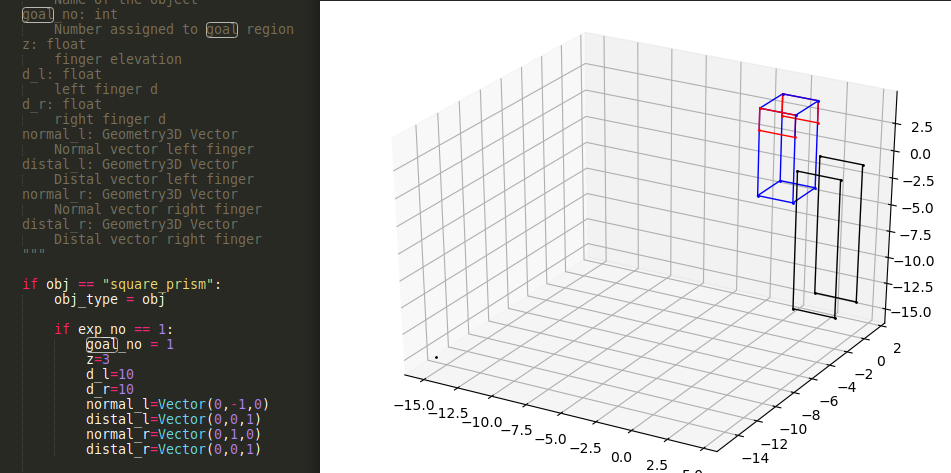 Name of the object
goal_no: int
Number assigned to goal region
z: float
finger elevation
d_l: float
left finger d
d_r: float
right finger d
normal_l: Geometry3D Vector
Normal vector left finger
distal_l: Geometry3D Vector
Distal vector left finger
normal_r: Geometry3D Vector
Normal vector right finger
distal_r: Geometry3D Vector
Distal vector right finger
"""
if obj == "square_prism":
obj_type = obj
if exp_no == 1:
goal_no = 1
z=3
d_l=10
d_r=10
normal_l=Vector(0,-1,0)
distal_l=Vector(0,0,1)
normal_r=Vector(0,1,0)
distal_r=Vector(0,0,1)
2.5
0.0
−2.5
−5.0
−7.5
−10.0
−12.5
−15.0
2
0
−2
−4
−6
−8
−10
−12
−14
−15.0
−12.5
−10.0
−7.5
−5.0
−2.5
0.0
2.5
5.0